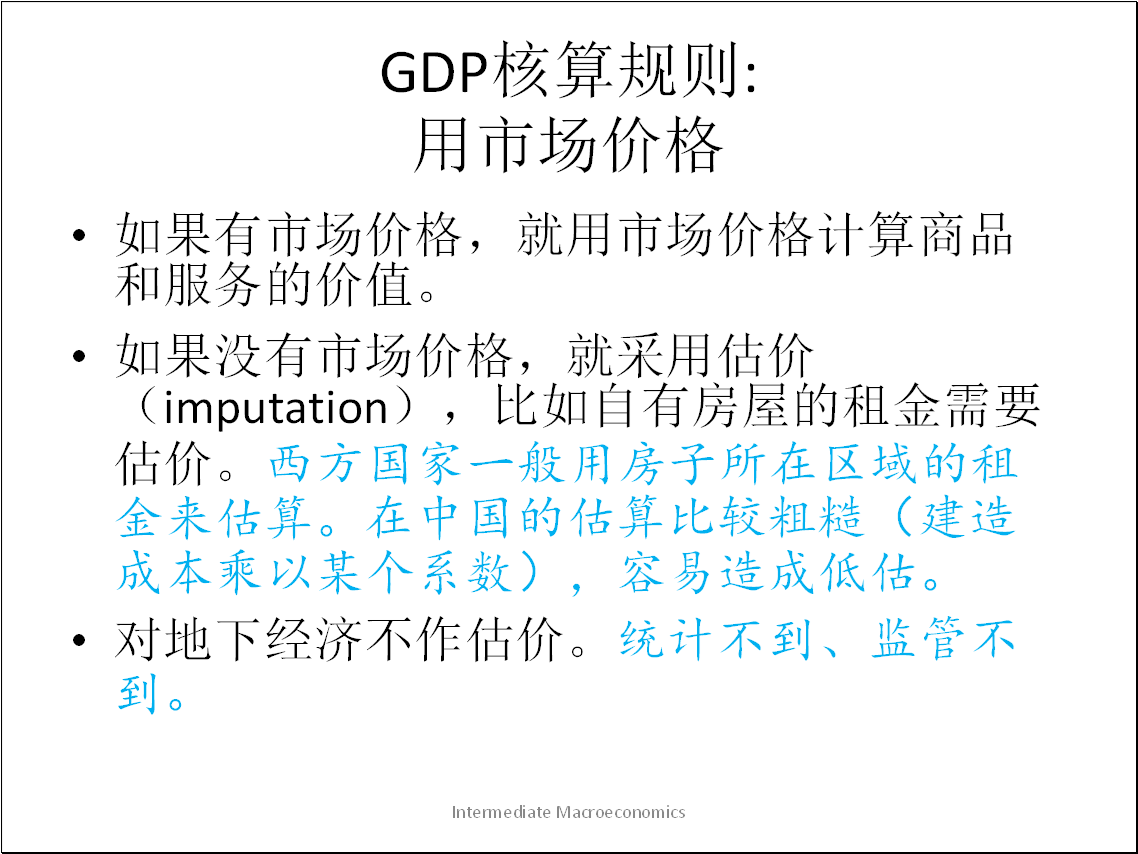 GDP核算规则:
用市场价格
• 如果有市场价格，就用市场价格计算商品
和服务的价值。
• 如果没有市场价格，就采用估价
（imputation），比如自有房屋的租金需要
估价。西方国家一般用房子所在区域的租
金来估算。在中国的估算比较粗糙（建造
成本乘以某个系数），容易造成低估。
• 对地下经济不作估价。统计不到、监管不
到。
Intermediate Macroeconomics